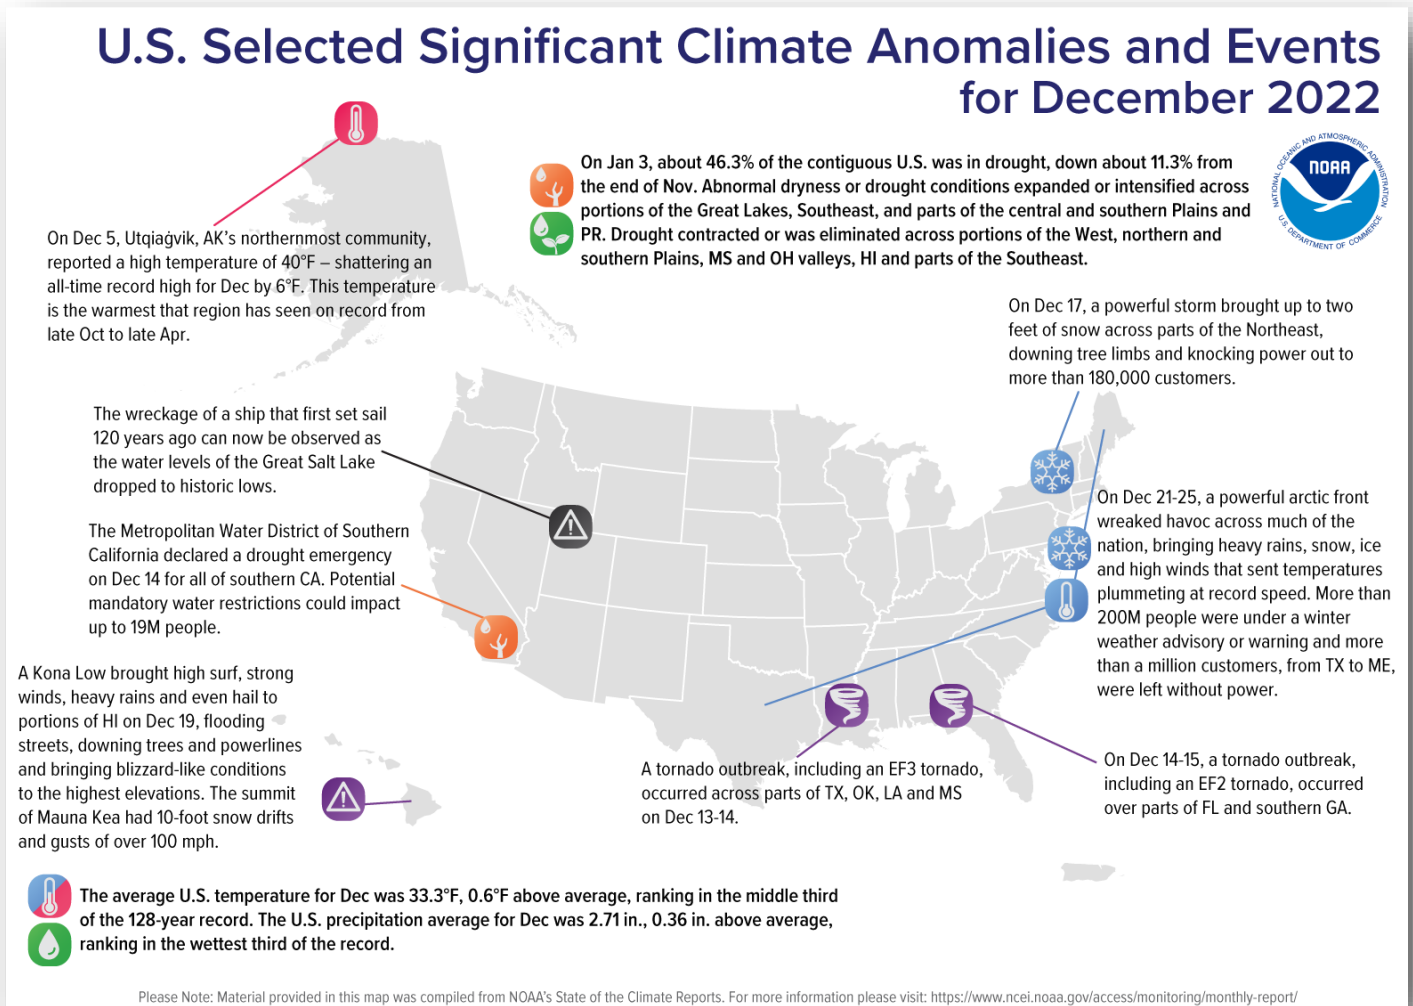 U.S. Selected Significant Climate Anomalies and Events
for December 2022
On Jan 3, about 46.3% of the contiguous U.S. was in drought, down about 11.3% from
the end of Nov. Abnormal dryness or drought conditions expanded or intensified across
portions of the Great Lakes, Southeast, and parts of the central and southern Plains and
PR. Drought contracted or was eliminated across portions of the West, northern and
southern Plains, MS and OH valleys, HI and parts of the Southeast.
NATIONAL OCEANIC AND ATMOSPHERIC ADMINISTRATION
NOAA
U.S. DEPARTMENT OF COMMERCE
On Dec 5, Utqiaġvik, AK’s northernmost community,
reported a high temperature of 40°F – shattering an
all-time record high for Dec by 6°F. This temperature
is the warmest that region has seen on record from
late Oct to late Apr.
On Dec 17, a powerful storm brought up to two
feet of snow across parts of the Northeast,
downing tree limbs and knocking power out to
more than 180,000 customers.
The wreckage of a ship that first set sail
120 years ago can now be observed as
the water levels of the Great Salt Lake
dropped to historic lows.
On Dec 21-25, a powerful arctic front
wreaked havoc across much of the
nation, bringing heavy rains, snow, ice
and high winds that sent temperatures
plummeting at record speed. More than
200M people were under a winter
weather advisory or warning and more
than a million customers, from TX to ME,
were left without power.
The Metropolitan Water District of Southern
California declared a drought emergency
on Dec 14 for all of southern CA. Potential
mandatory water restrictions could impact
up to 19M people.
A Kona Low brought high surf, strong
winds, heavy rains and even hail to
portions of HI on Dec 19, flooding
streets, downing trees and powerlines
and bringing blizzard-like conditions
to the highest elevations. The summit
of Mauna Kea had 10-foot snow drifts
and gusts of over 100 mph.
A tornado outbreak, including an EF3 tornado,
occurred across parts of TX, OK, LA and MS
on Dec 13-14.
On Dec 14-15, a tornado outbreak,
including an EF2 tornado, occurred
over parts of FL and southern GA.
The average U.S. temperature for Dec was 33.3°F, 0.6°F above average, ranking in the middle third
of the 128-year record. The U.S. precipitation average for Dec was 2.71 in., 0.36 in. above average,
ranking in the wettest third of the record.
Please Note: Material provided in this map was compiled from NOAA's State of the Climate Reports. For more information please visit: https://www.ncei.noaa.gov/access/monitoring/monthly-report/